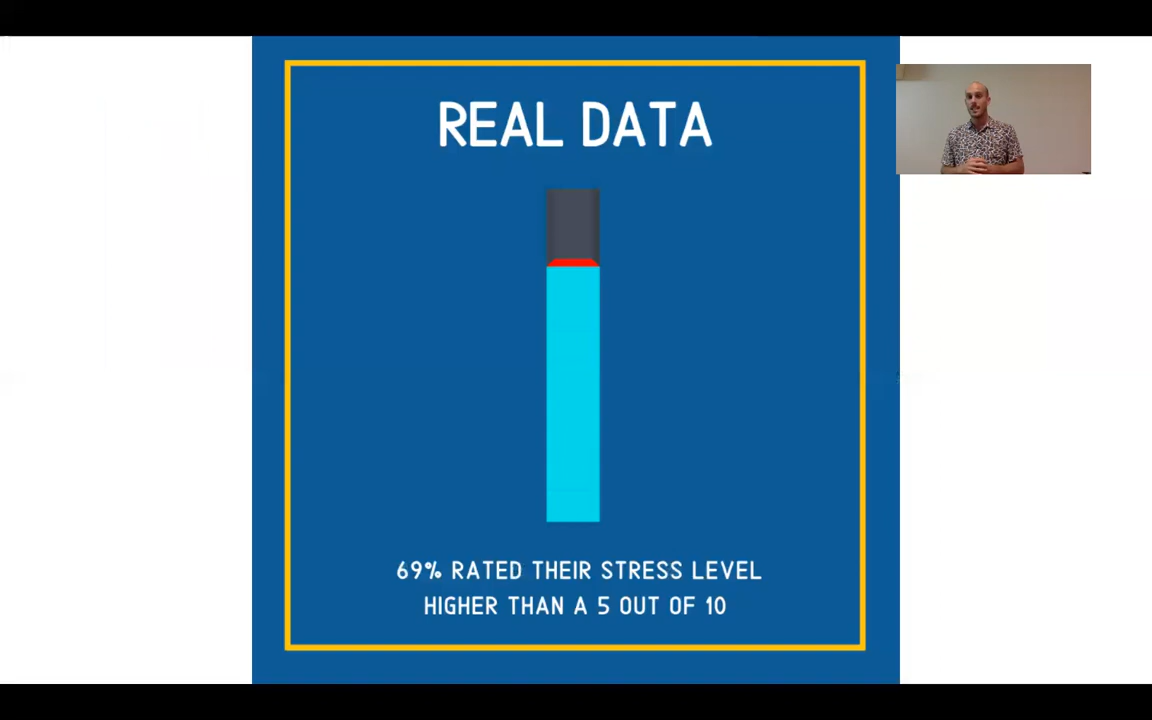 REAL DATA
69% RATED THEIR STRESS LEVEL
HIGHER THAN A 5 OUT OF 10